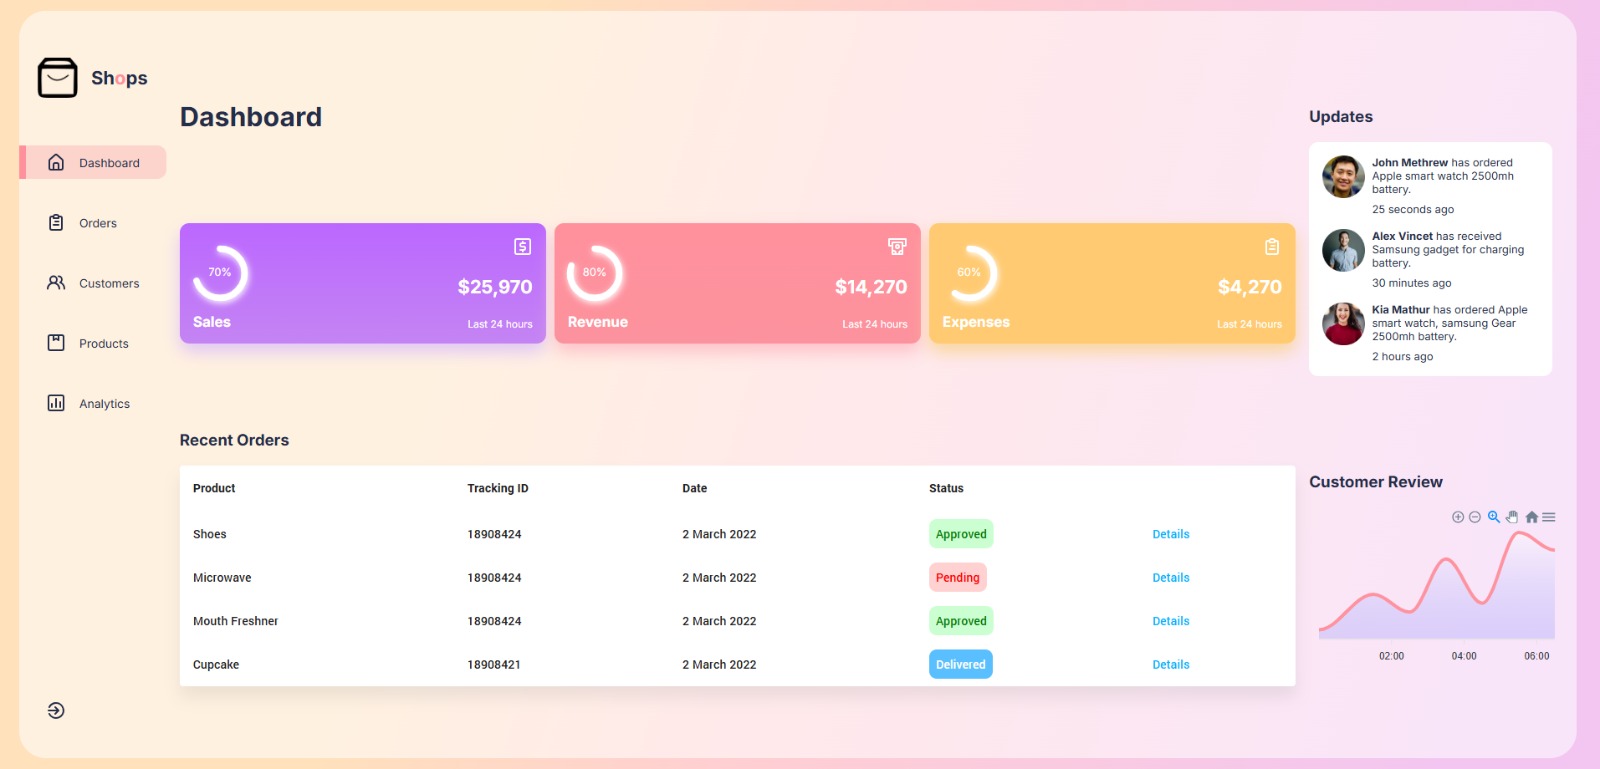 Shops
Dashboard
Orders
Customers
Products
Analytics
Dashboard
70%
$25,970
Sales
Last 24 hours
80%
$14,270
Revenue
Last 24 hours
60%
$4,270
Expenses
Last 24 hours
Recent Orders
Product Tracking ID Date Status
Shoes 18908424 2 March 2022 Approved Details
Microwave 18908424 2 March 2022 Pending Details
Mouth Freshner 18908424 2 March 2022 Approved Details
Cupcake 18908421 2 March 2022 Delivered Details
Updates
John Methrew has ordered
Apple smart watch 2500mh
battery.
25 seconds ago
Alex Vincet has received
Samsung gadget for charging
battery.
30 minutes ago
Kia Mathur has ordered Apple
smart watch, samsung Gear
2500mh battery.
2 hours ago
Customer Review
02:00 04:00 06:00